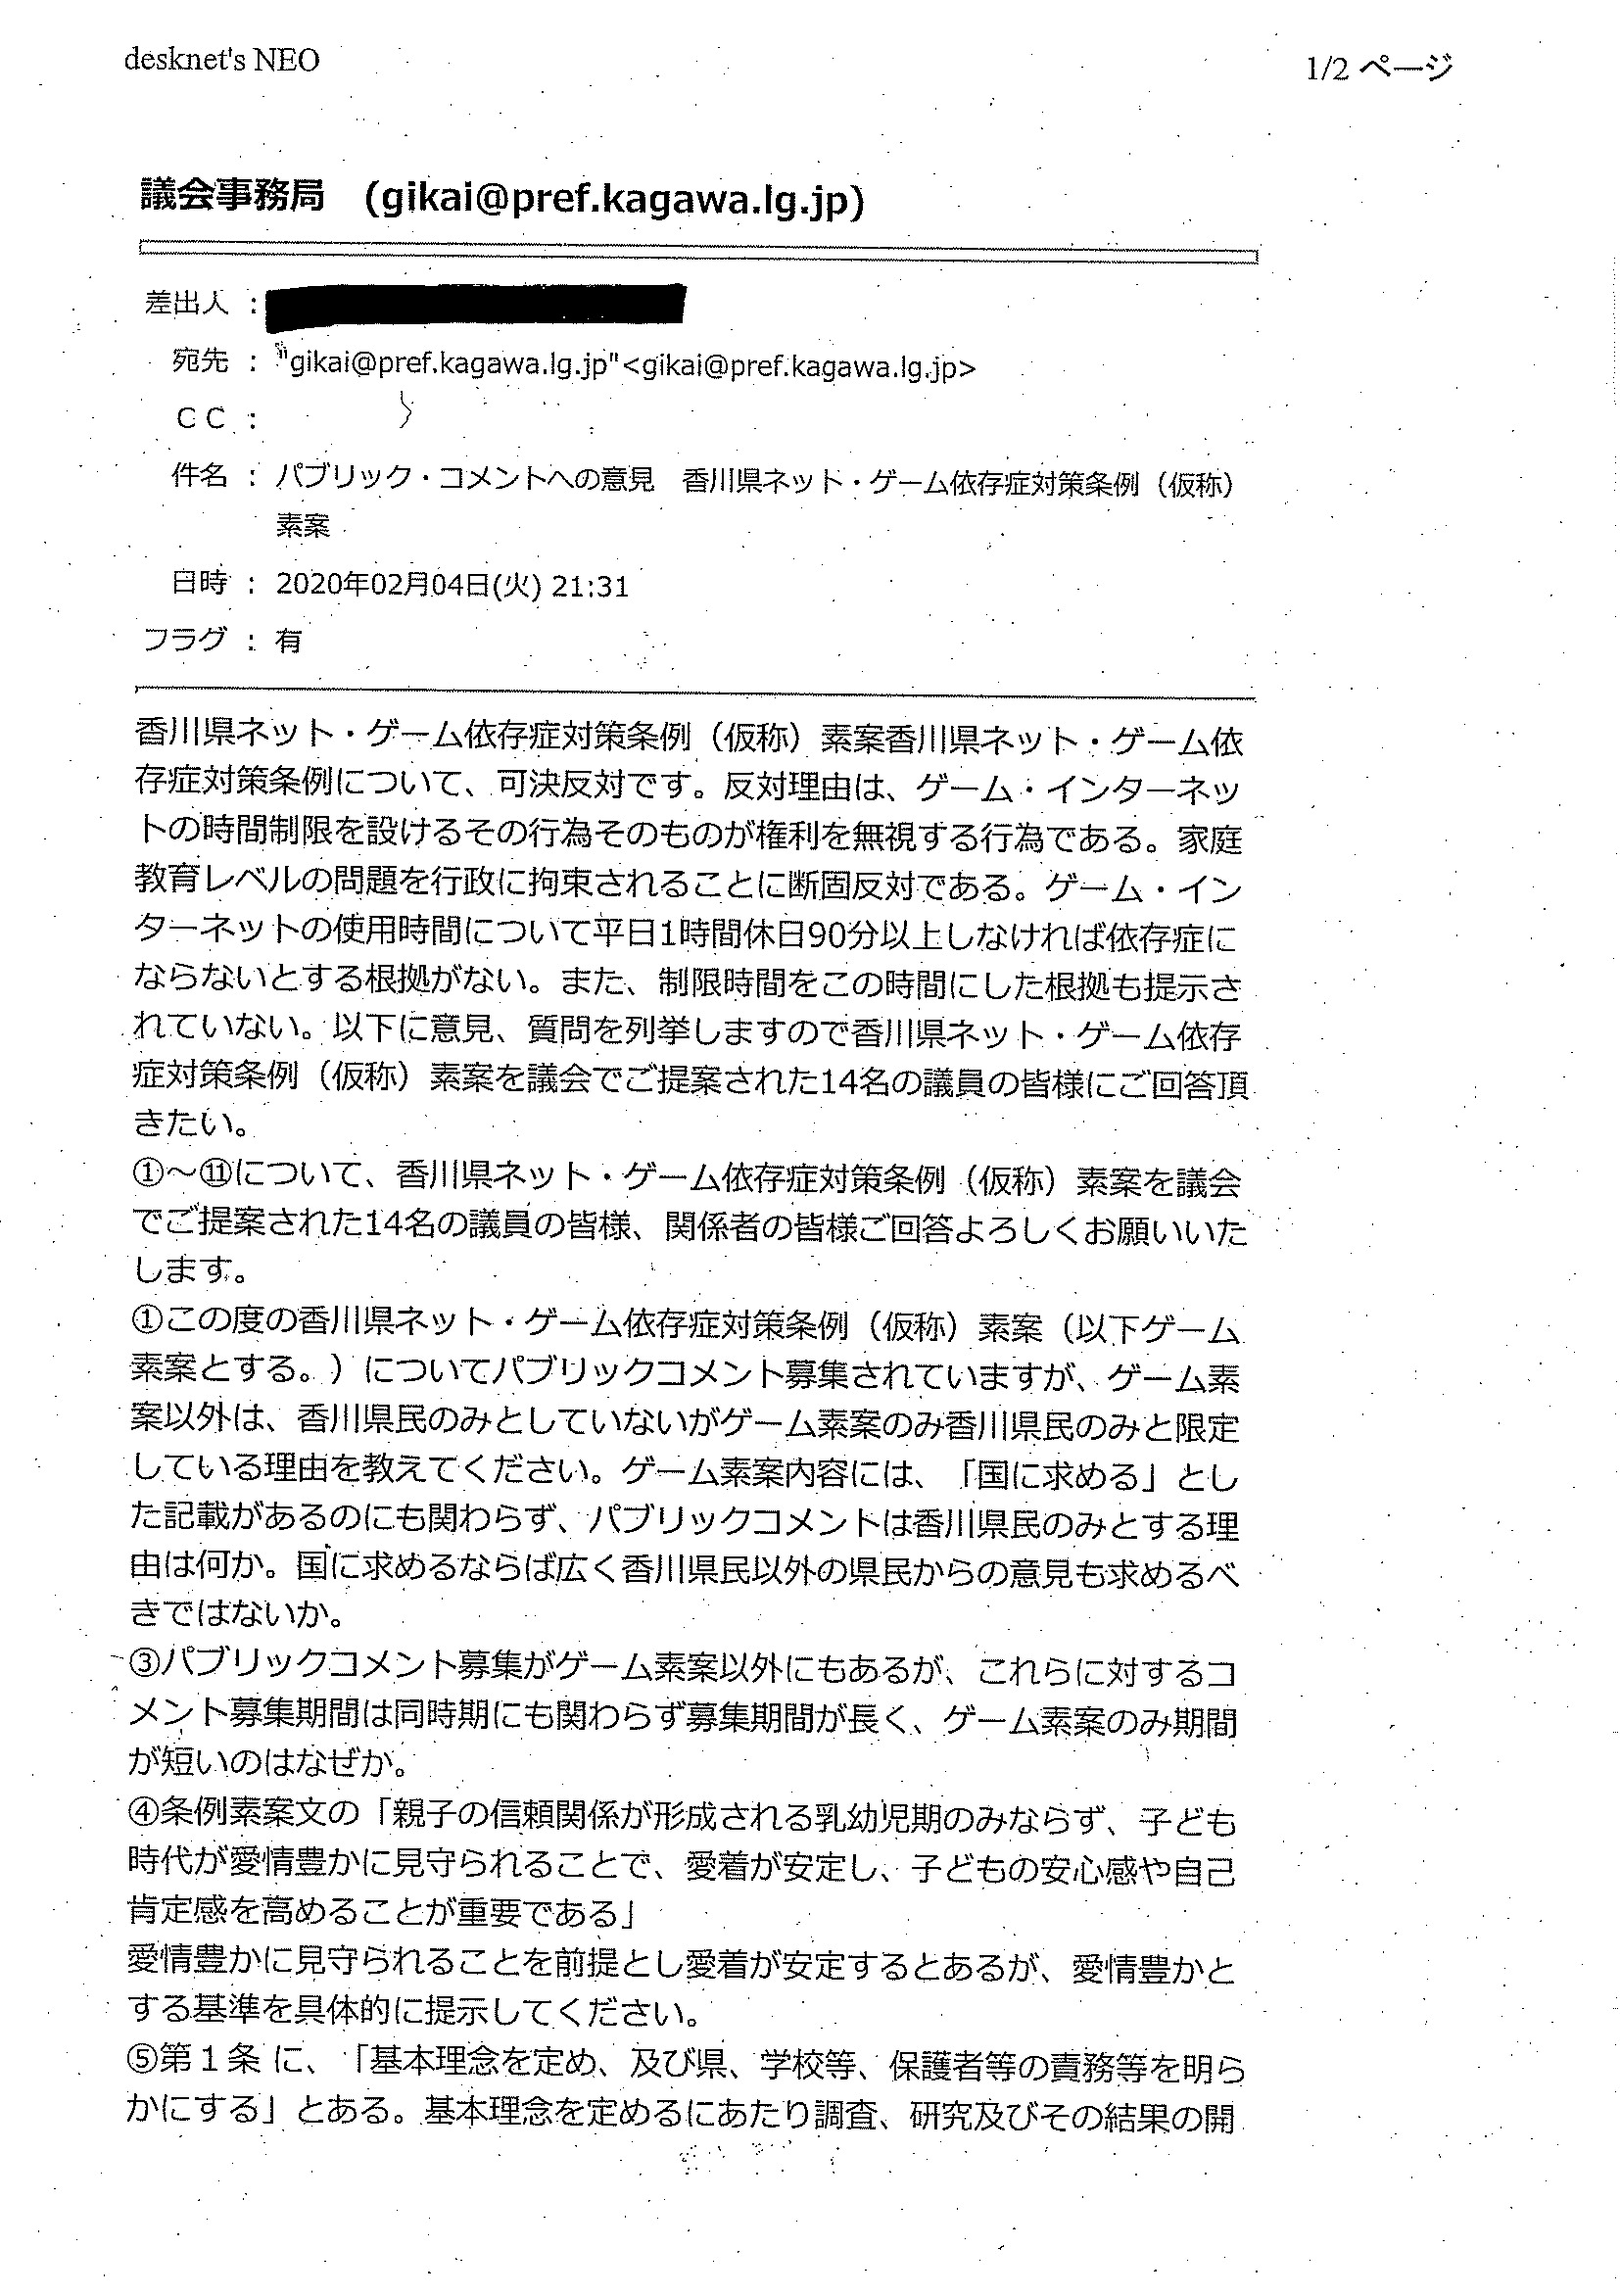 desknet's NEO
1/2 ページ
議会事務局 (gikai@pref.kagawa.lg.jp)
差出人 :
宛先 : "gikai@pref.kagawa.lg.jp"<gikai@pref.kagawa.lg.jp>
ＣＣ :
件名 : パブリック・コメントへの意見　香川県ネット・ゲーム依存症対策条例（仮称）
素案
日時 : 2020年02月04日(火) 21:31
フラグ : 有
香川県ネット・ゲーム依存症対策条例（仮称）素案香川県ネット・ゲーム依
存症対策条例について、可決反対です。反対理由は、ゲーム・インターネッ
トの時間制限を設けるその行為そのものが権利を無視する行為である。家庭
教育レベルの問題を行政に拘束されることに断固反対である。ゲーム・イン
ターネットの使用時間について平日1時間休日90分以上しなければ依存症に
ならないとする根拠がない。また、制限時間をこの時間にした根拠も提示さ
れていない。以下に意見、質問を列挙しますので香川県ネット・ゲーム依存
症対策条例（仮称）素案を議会でご提案された14名の議員の皆様にご回答頂
きたい。
①～⑪について、香川県ネット・ゲーム依存症対策条例（仮称）素案を議会
でご提案された14名の議員の皆様、関係者の皆様ご回答よろしくお願いいた
します。
①この度の香川県ネット・ゲーム依存症対策条例（仮称）素案（以下ゲーム
素案とする。）についてパブリックコメント募集されていますが、ゲーム素
案以外は、香川県民のみとしていないがゲーム素案のみ香川県民のみと限定
している理由を教えてください。ゲーム素案内容には、「国に求める」とし
た記載があるのにも関わらず、パブリックコメントは香川県民のみとする理
由は何か。国に求めるならば広く香川県民以外の県民からの意見も求めるべ
きではないか。
③パブリックコメント募集がゲーム素案以外にもあるが、これらに対するコ
メント募集期間は同時期にも関わらず募集期間が長く、ゲーム素案のみ期間
が短いのはなぜか。
④条例素案文の「親子の信頼関係が形成される乳幼児期のみならず、子ども
時代が愛情豊かに見守られることで、愛着が安定し、子どもの安心感や自己
肯定感を高めることが重要である」
愛情豊かに見守られることを前提とし愛着が安定するとあるが、愛情豊かと
する基準を具体的に提示してください。
⑤第１条 に、「基本理念を定め、及び県、学校等、保護者等の責務等を明ら
かにする」とある。基本理念を定めるにあたり調査、研究及びその結果の開